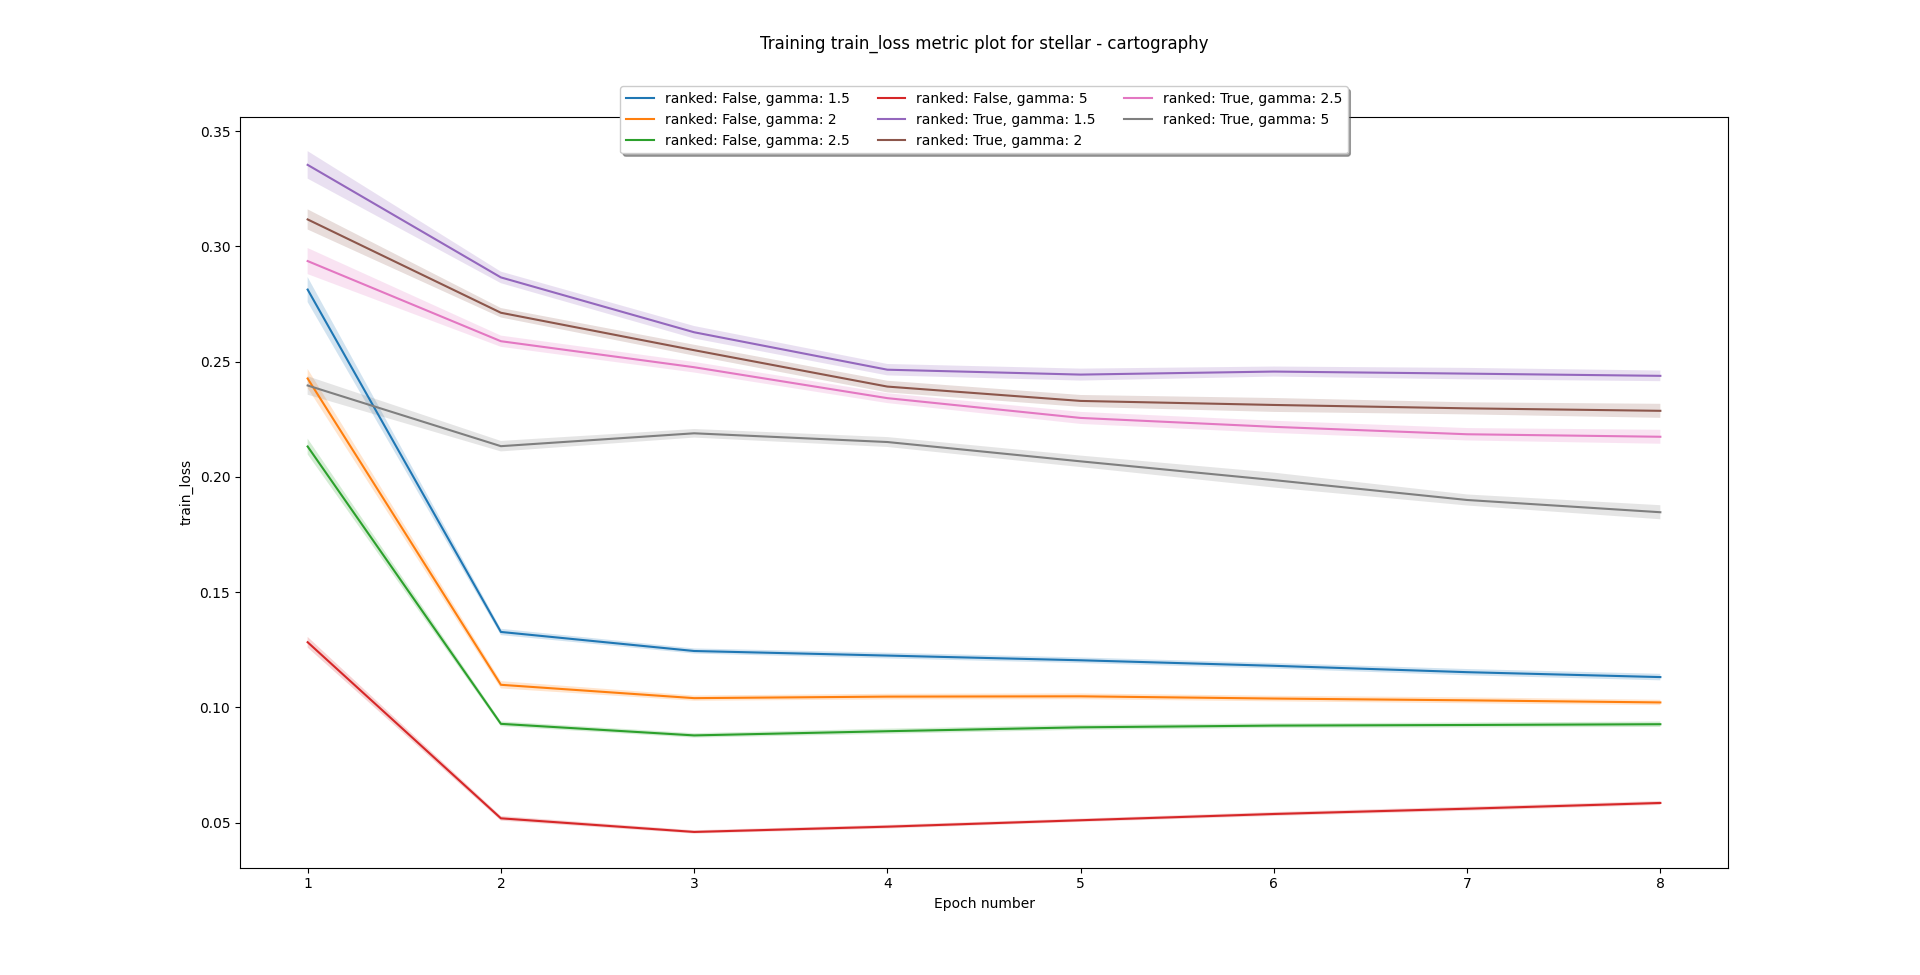 Training train_loss metric plot for stellar - cartography
ranked: False, gamma: 1.5
ranked: False, gamma: 2
ranked: False, gamma: 2.5
ranked: False, gamma: 5
ranked: True, gamma: 1.5
ranked: True, gamma: 2
ranked: True, gamma: 2.5
ranked: True, gamma: 5
train_loss
0.35
0.30
0.25
0.20
0.15
0.10
0.05
1 2 3 4 5 6 7 8
Epoch number